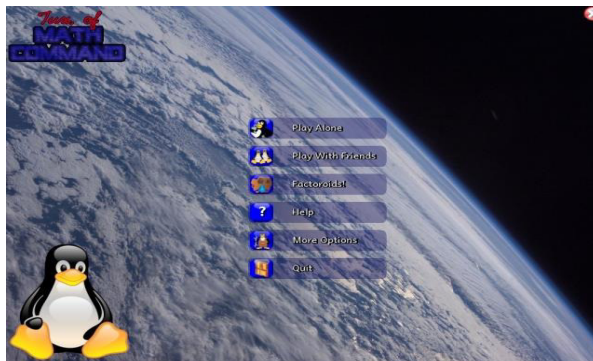 Tux, of
MATH
COMMAND
Play Alone
Play With Friends
Factoroids!
? Help
More Options
Quit